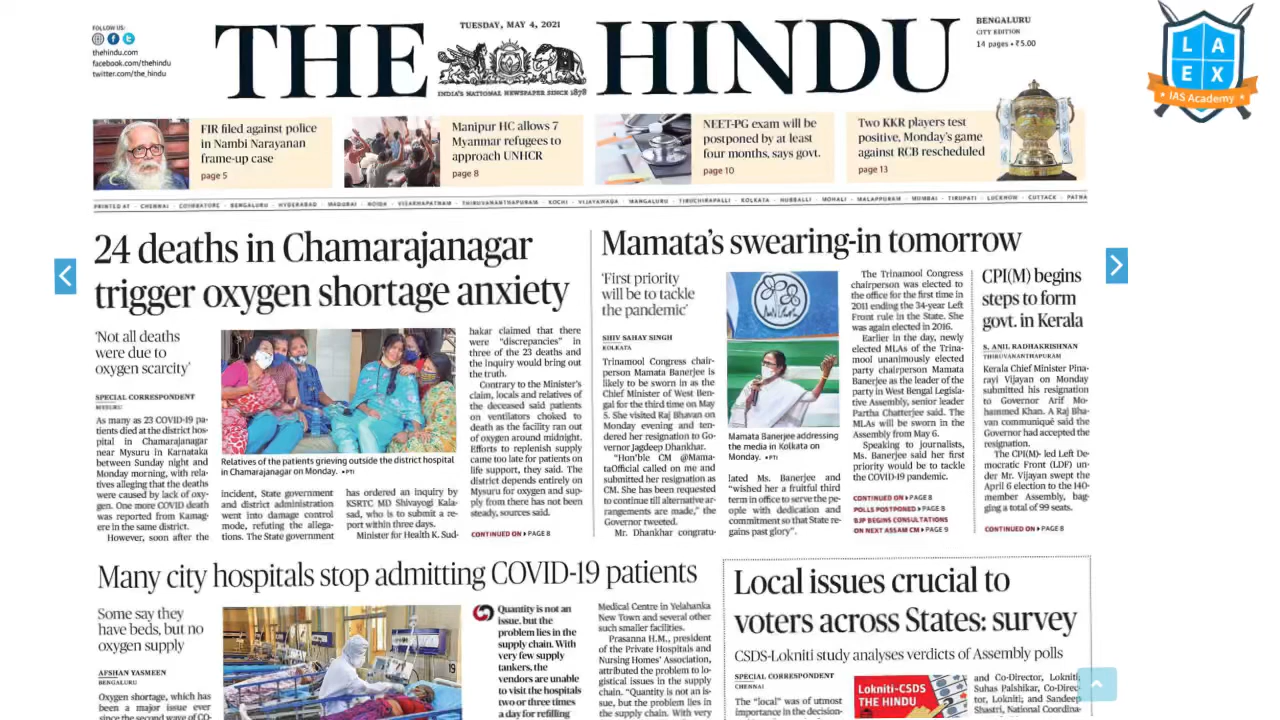 FOLLOW US:
thehindu.com
facebook.com/thehindu
twitter.com/the_hindu
TUESDAY, MAY 4, 2021
THE HINDU
INDIA'S NATIONAL NEWSPAPER SINCE 1878
BENGALURU
CITY EDITION
14 pages • ₹5.00
LAEX
IAS Academy
FIR filed against police
in Nambi Narayanan
frame-up case
page 5
Manipur HC allows 7
Myanmar refugees to
approach UNHCR
page 8
NEET-PG exam will be
postponed by at least
four months, says govt.
page 10
Two KKR players test
positive, Monday's game
against RCB rescheduled
page 13
PRINTED AT • CHENNAI • COIMBATORE • BENGALURU • HYDERABAD • MADURAI • NOIDA • VISAKHAPATNAM • THIRUVANANTHAPURAM • KOCHI • VIJAYAWADA • MANGALURU • TIRUCHIRAPALLI • KOLKATA • HUBBALLI • MOHALI • MALAPPURAM • MUMBAI • TIRUPATI • LUCKNOW • CUTTACK • PATNA
24 deaths in Chamarajanagar
trigger oxygen shortage anxiety
'Not all deaths
were due to
oxygen scarcity'
SPECIAL CORRESPONDENT
MYSURU
As many as 23 COVID-19 pa-
tients died at the district hos-
pital in Chamarajanagar
near Mysuru in Karnataka
between Sunday night and
Monday morning, with rela-
tives alleging that the deaths
were caused by lack of oxy-
gen. One more COVID death
was reported from Kamag-
ere in the same district.
However, soon after the
Relatives of the patients grieving outside the district hospital
in Chamarajanagar on Monday. • PTI
incident, State government
and district administration
went into damage control
mode, refuting the allega-
tions. The State government
has ordered an inquiry by
KSRTC MD Shivayogi Kala-
sad, who is to submit a re-
port within three days.
Minister for Health K. Sud-
hakar claimed that there
were "discrepancies" in
three of the 23 deaths and
the inquiry would bring out
the truth.
Contrary to the Minister's
claim, locals and relatives of
the deceased said patients
on ventilators choked to
death as the facility ran out
of oxygen around midnight.
Efforts to replenish supply
came too late for patients on
life support, they said. The
district depends entirely on
Mysuru for oxygen and sup-
ply from there has not been
steady, sources said.
CONTINUED ON ▸ PAGE 8
Mamata's swearing-in tomorrow
'First priority
will be to tackle
the pandemic'
SHIV SAHAY SINGH
KOLKATA
Trinamool Congress chair-
person Mamata Banerjee is
likely to be sworn in as the
Chief Minister of West Ben-
gal for the third time on May
5. She visited Raj Bhavan on
Monday evening and ten-
dered her resignation to Go-
vernor Jagdeep Dhankhar.
"Hon'ble CM @Mama-
taOfficial called on me and
submitted her resignation as
CM. She has been requested
to continue till alternative ar-
rangements are made," the
Governor tweeted.
Mr. Dhankhar congratu-
Mamata Banerjee addressing
the media in Kolkata on
Monday. • PTI
lated Ms. Banerjee and
"wished her a fruitful third
term in office to serve the peo-
ple with dedication and
commitment so that State re-
gains past glory".
The Trinamool Congress
chairperson was elected to
the office for the first time in
2011 ending the 34-year Left
Front rule in the State. She
was again elected in 2016.
Earlier in the day, newly
elected MLAs of the Trina-
mool unanimously elected
party chairperson Mamata
Banerjee as the leader of the
party in West Bengal Legisla-
tive Assembly, senior leader
Partha Chatterjee said. The
MLAs will be sworn in the
Assembly from May 6.
Speaking to journalists,
Ms. Banerjee said her first
priority would be to tackle
the COVID-19 pandemic.
CONTINUED ON ▸ PAGE 8
POLLS POSTPONED ▸ PAGE 8
BJP BEGINS CONSULTATIONS
ON NEXT ASSAM CM ▸ PAGE 9
CPI(M) begins
steps to form
govt. in Kerala
S. ANIL RADHAKRISHNAN
THIRUVANANTHAPURAM
Kerala Chief Minister Pina-
rayi Vijayan on Monday
submitted his resignation
to Governor Arif Mo-
hammed Khan. A Raj Bha-
van communiqué said the
Governor had accepted the
resignation.
The CPI(M)- led Left De-
mocratic Front (LDF) un-
der Mr. Vijayan swept the
April 6 election to the 140-
member Assembly, bag-
ging a total of 99 seats.
CONTINUED ON ▸ PAGE 8
Many city hospitals stop admitting COVID-19 patients
Some say they
have beds, but no
oxygen supply
AFSHAN YASMEEN
BENGALURU
Oxygen shortage, which has
been a major issue ever
since the second wave of CO-
19
Quantity is not an
issue, but the
problem lies in the
supply chain. With
very few supply
tankers, the
vendors are unable
to visit the hospitals
two or three times
a day for refilling
Medical Centre in Yelahanka
New Town and several other
such smaller facilities.
Prasanna H.M., president
of the Private Hospitals and
Nursing Homes' Association,
attributed the problem to lo-
gistical issues in the supply
chain. "Quantity is not an is-
sue, but the problem lies in
the supply chain. With very
Local issues crucial to
voters across States: survey
CSDS-Lokniti study analyses verdicts of Assembly polls
SPECIAL CORRESPONDENT
CHENNAI
The "local" was of utmost
importance in the decision-
Lokniti-CSDS
THE HINDU
and Co-Director, Lokniti;
Suhas Palshikar, Co-Direc-
tor, Lokniti; and Sandeep
Shastri, National Coordina-